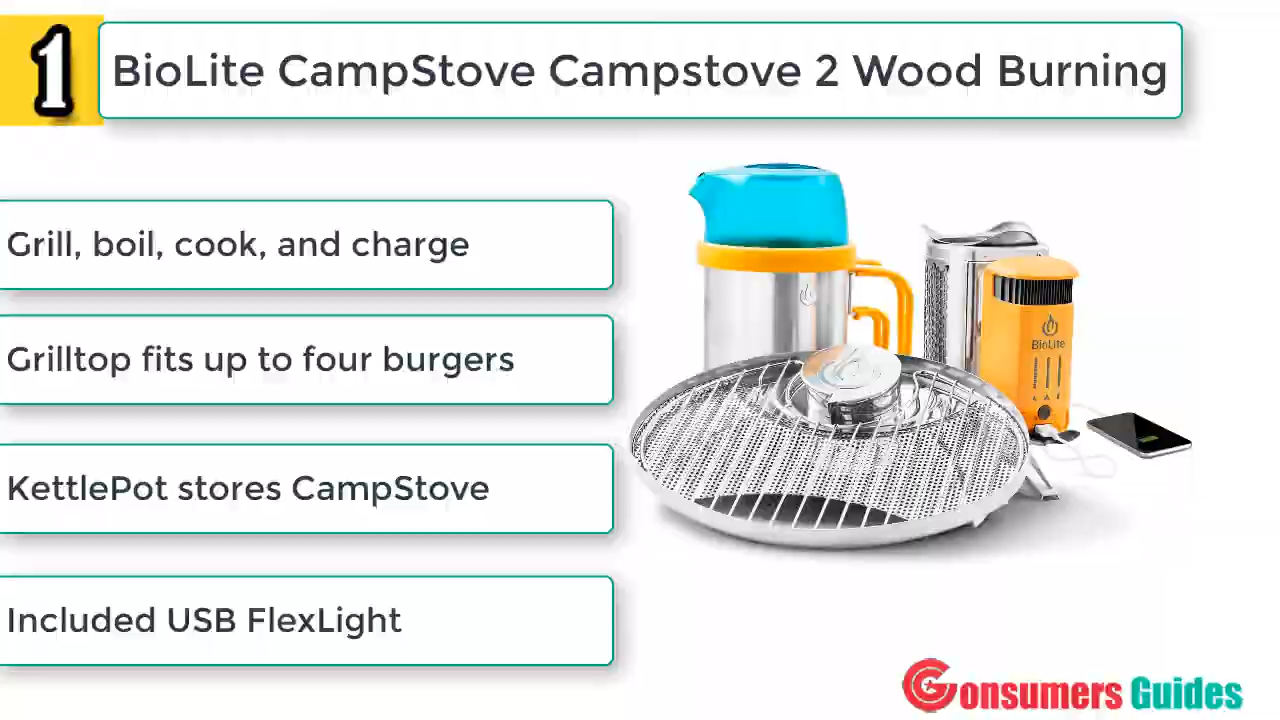 1
BioLite CampStove Campstove 2 Wood Burning
Grill, boil, cook, and charge
Grilltop fits up to four burgers
KettlePot stores CampStove
Included USB FlexLight
BioLite
Consumers Guides